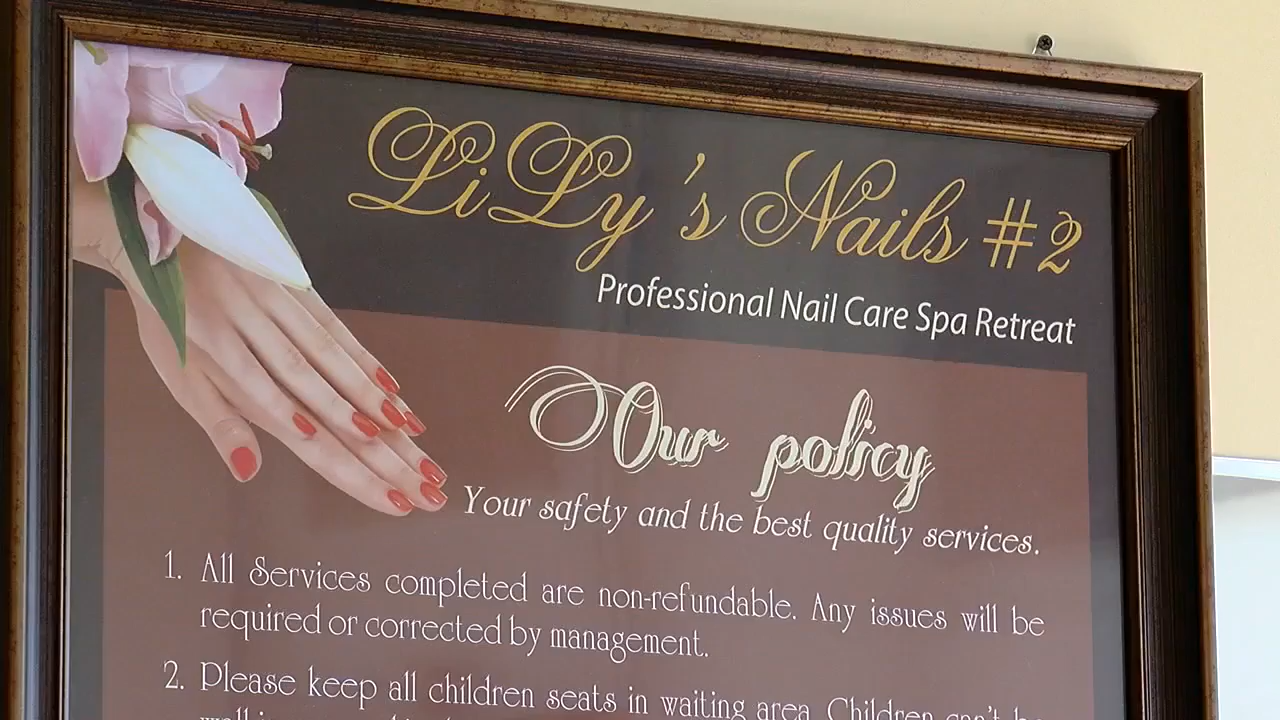 LiLy's Nails #2
Professional Nail Care Spa Retreat
Our policy
Your safety and the best quality services.
1. All Services completed are non-refundable. Any issues will be
required or corrected by management.
2. Please keep all children seats in waiting area. Children can't be